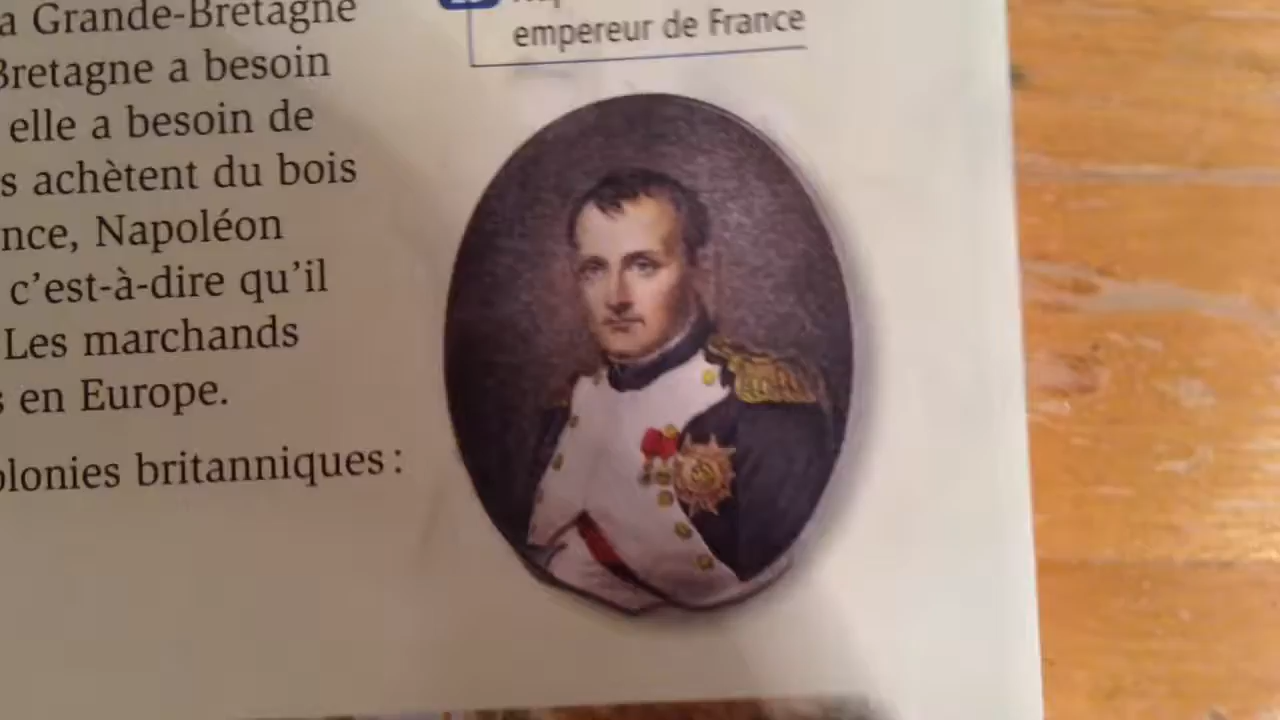 a Grande-Bretagne
Bretagne a besoin
elle a besoin de
s achètent du bois
nce, Napoléon
c'est-à-dire qu'il
Les marchands
s en Europe.
olonies britanniques :
empereur de France